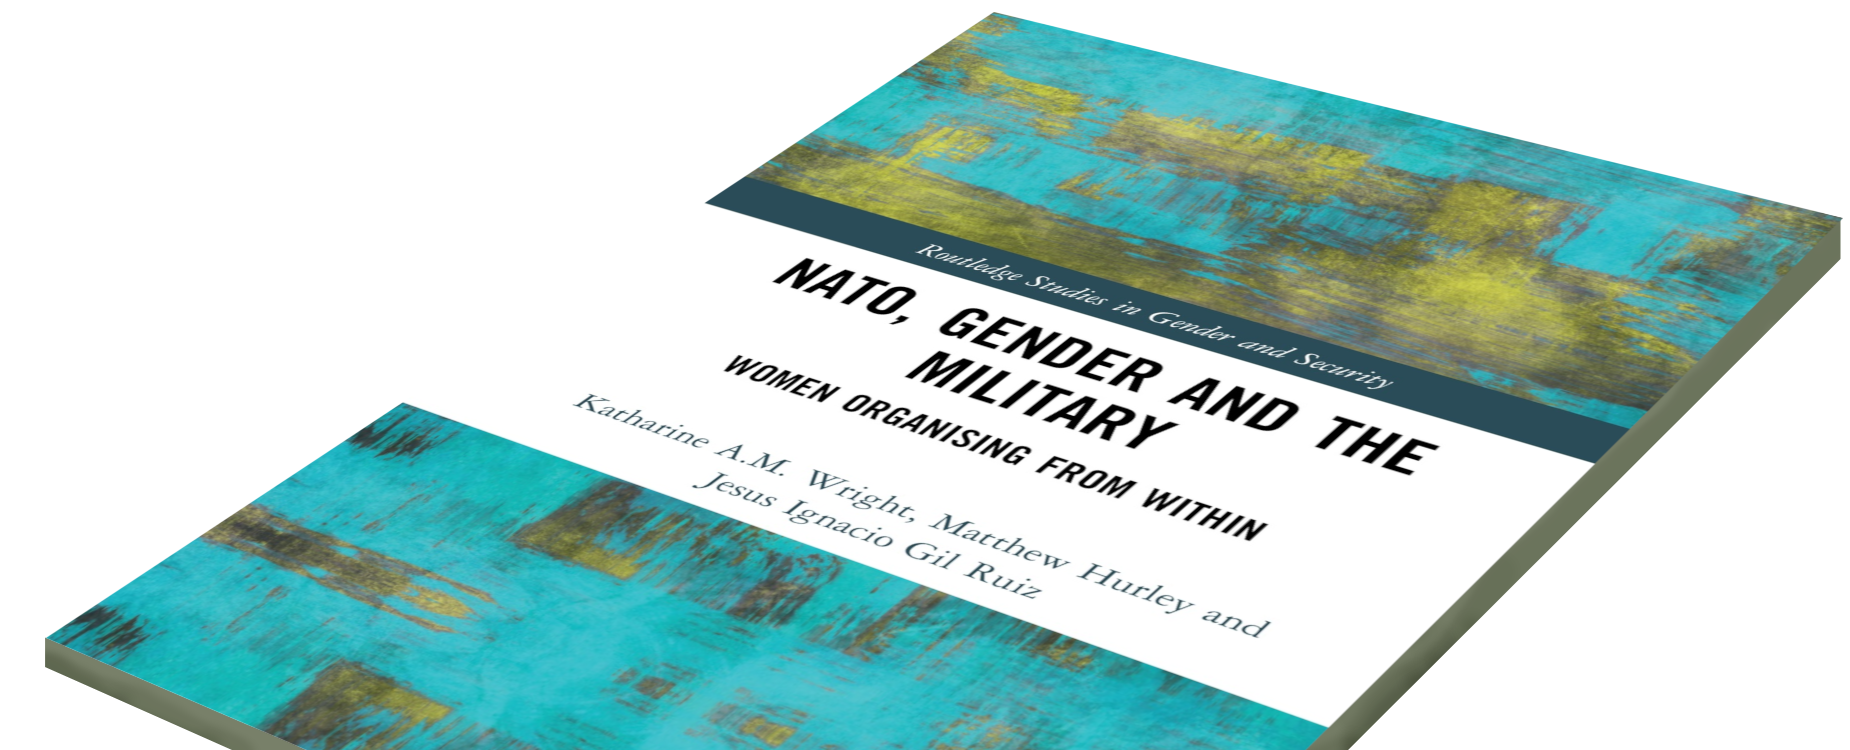 Routledge Studies in Gender and Security
NATO, GENDER AND THE
MILITARY
WOMEN ORGANISING FROM WITHIN
Katharine A.M. Wright, Matthew Hurley and
Jesus Ignacio Gil Ruiz